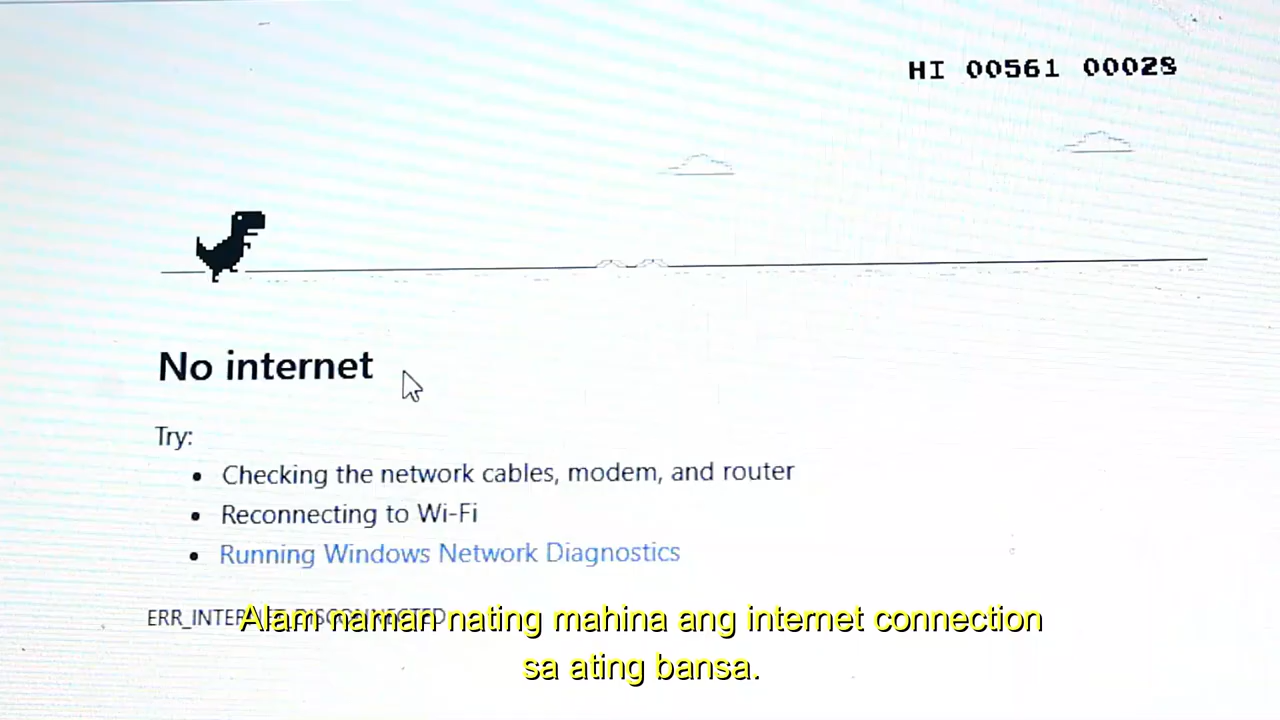 HI 00561 00028
No internet
Try:
• Checking the network cables, modem, and router
• Reconnecting to Wi-Fi
• Running Windows Network Diagnostics
ERR_INTERNET_DISCONNECTED
Alam naman nating mahina ang internet connection
sa ating bansa.